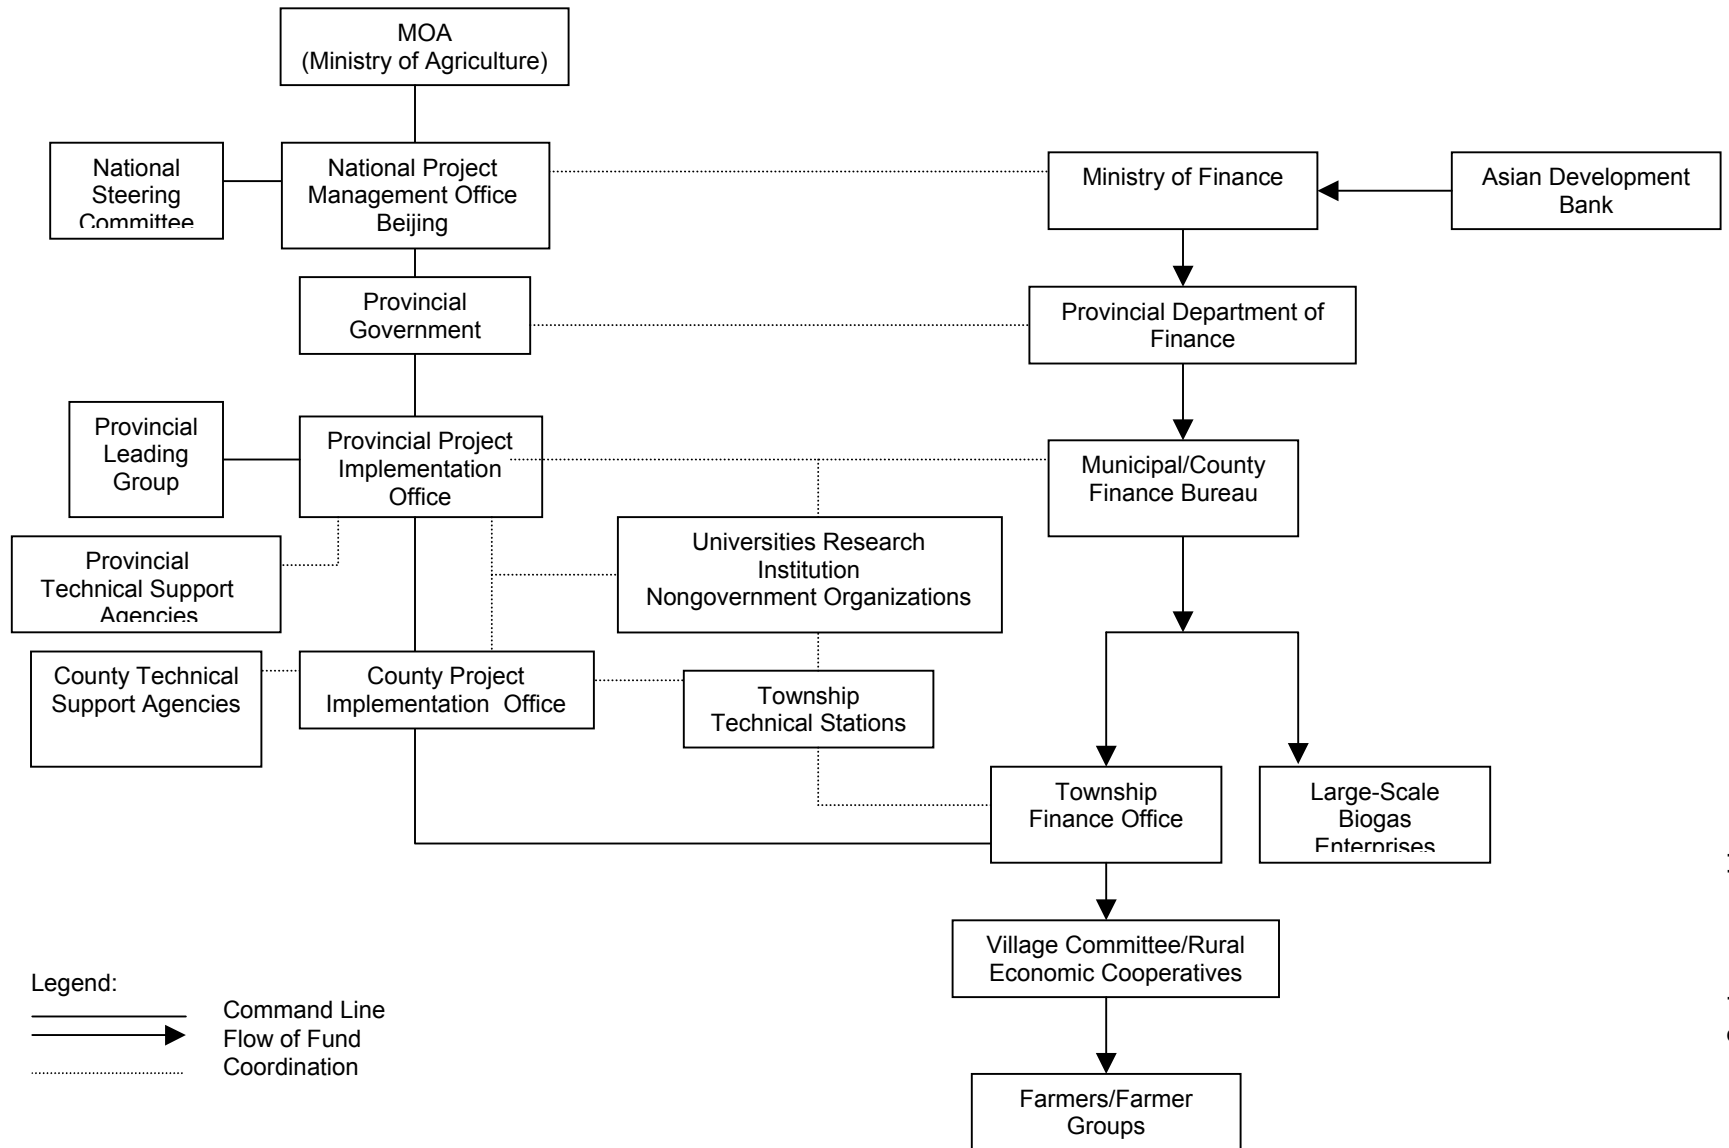 MOA
(Ministry of Agriculture)
National
Steering
Committee
National Project
Management Office
Beijing
Ministry of Finance
Asian Development
Bank
Provincial
Government
Provincial Department of
Finance
Provincial
Leading
Group
Provincial Project
Implementation
Office
Municipal/County
Finance Bureau
Provincial
Technical Support
Agencies
Universities Research
Institution
Nongovernment Organizations
County Technical
Support Agencies
County Project
Implementation Office
Township
Technical Stations
Township
Finance Office
Large-Scale
Biogas
Enterprises
Village Committee/Rural
Economic Cooperatives
Farmers/Farmer
Groups
Legend:
Command Line
Flow of Fund
Coordination